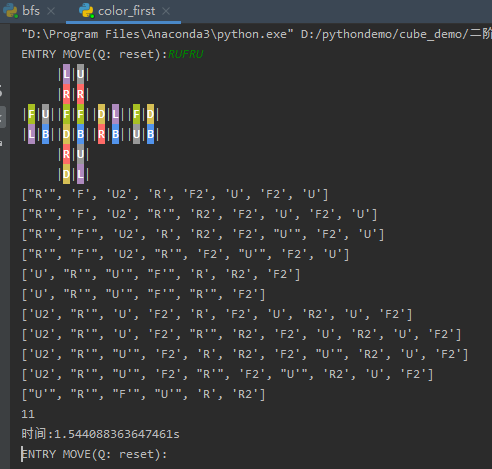 bfs × color_first ×
"D:\Program Files\Anaconda3\python.exe" D:/pythondemo/cube_demo/二阶
ENTRY MOVE(Q: reset):RUFRU
|L|U|
|R|R|
|F|U||F|F||D|L||F|D|
|L|B||D|B||R|B||U|B|
|R|U|
|D|L|
["R'", 'F', 'U2', 'R', 'F2', 'U', 'F2', 'U']
["R'", 'F', 'U2', "R'", 'R2', 'F2', 'U', 'F2', 'U']
["R'", "F'", 'U2', 'R', 'R2', 'F2', "U'", 'F2', 'U']
["R'", "F'", 'U2', "R'", 'F2', "U'", 'F2', 'U']
['U', "R'", "U'", "F'", 'R', 'R2', 'F2']
['U', "R'", "U'", "F'", "R'", 'F2']
['U2', "R'", 'U', 'F2', 'R', 'F2', 'U', 'R2', 'U', 'F2']
['U2', "R'", 'U', 'F2', "R'", 'R2', 'F2', 'U', 'R2', 'U', 'F2']
['U2', "R'", "U'", 'F2', 'R', 'R2', 'F2', "U'", 'R2', 'U', 'F2']
['U2', "R'", "U'", 'F2', "R'", 'F2', "U'", 'R2', 'U', 'F2']
["U'", "R'", "F'", "U'", 'R', 'R2']
11
时间:1.544088363647461s
ENTRY MOVE(Q: reset):